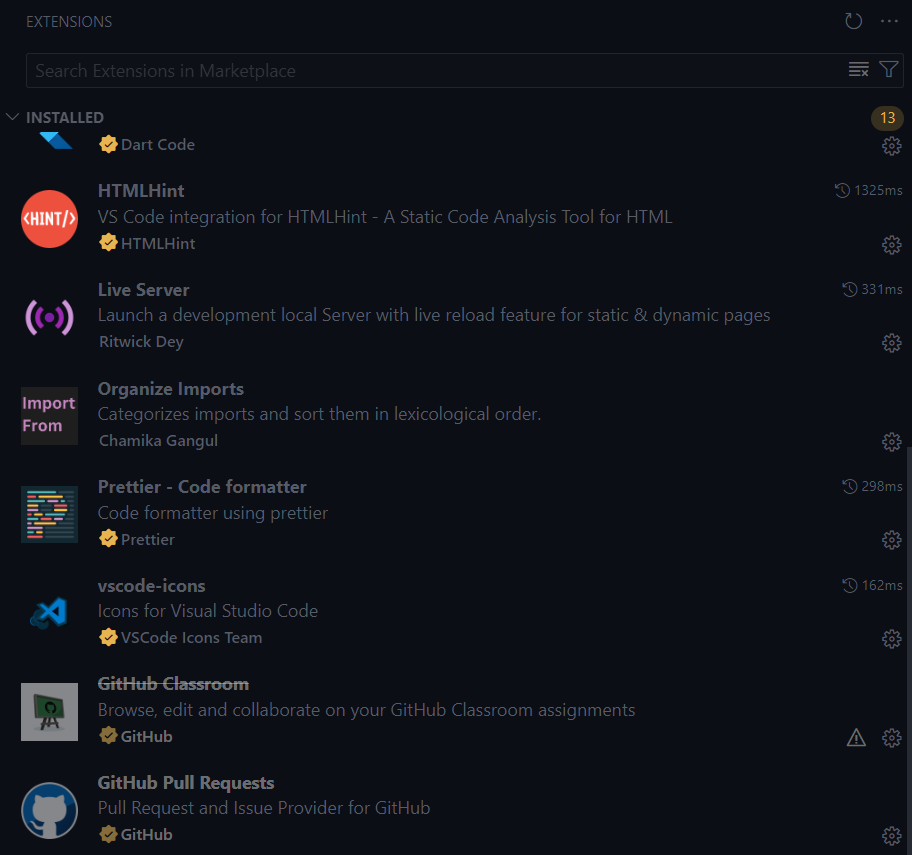 EXTENSIONS
Search Extensions in Marketplace
INSTALLED 13
Dart Code
HTMLHint 1325ms
<HINT/> VS Code integration for HTMLHint - A Static Code Analysis Tool for HTML
HTMLHint
Live Server 331ms
Launch a development local Server with live reload feature for static & dynamic pages
Ritwick Dey
Organize Imports
Import
From
Categorizes imports and sort them in lexicological order.
Chamika Gangul
Prettier - Code formatter 298ms
Code formatter using prettier
Prettier
vscode-icons 162ms
Icons for Visual Studio Code
VSCode Icons Team
GitHub Classroom
Browse, edit and collaborate on your GitHub Classroom assignments
GitHub
GitHub Pull Requests
Pull Request and Issue Provider for GitHub
GitHub